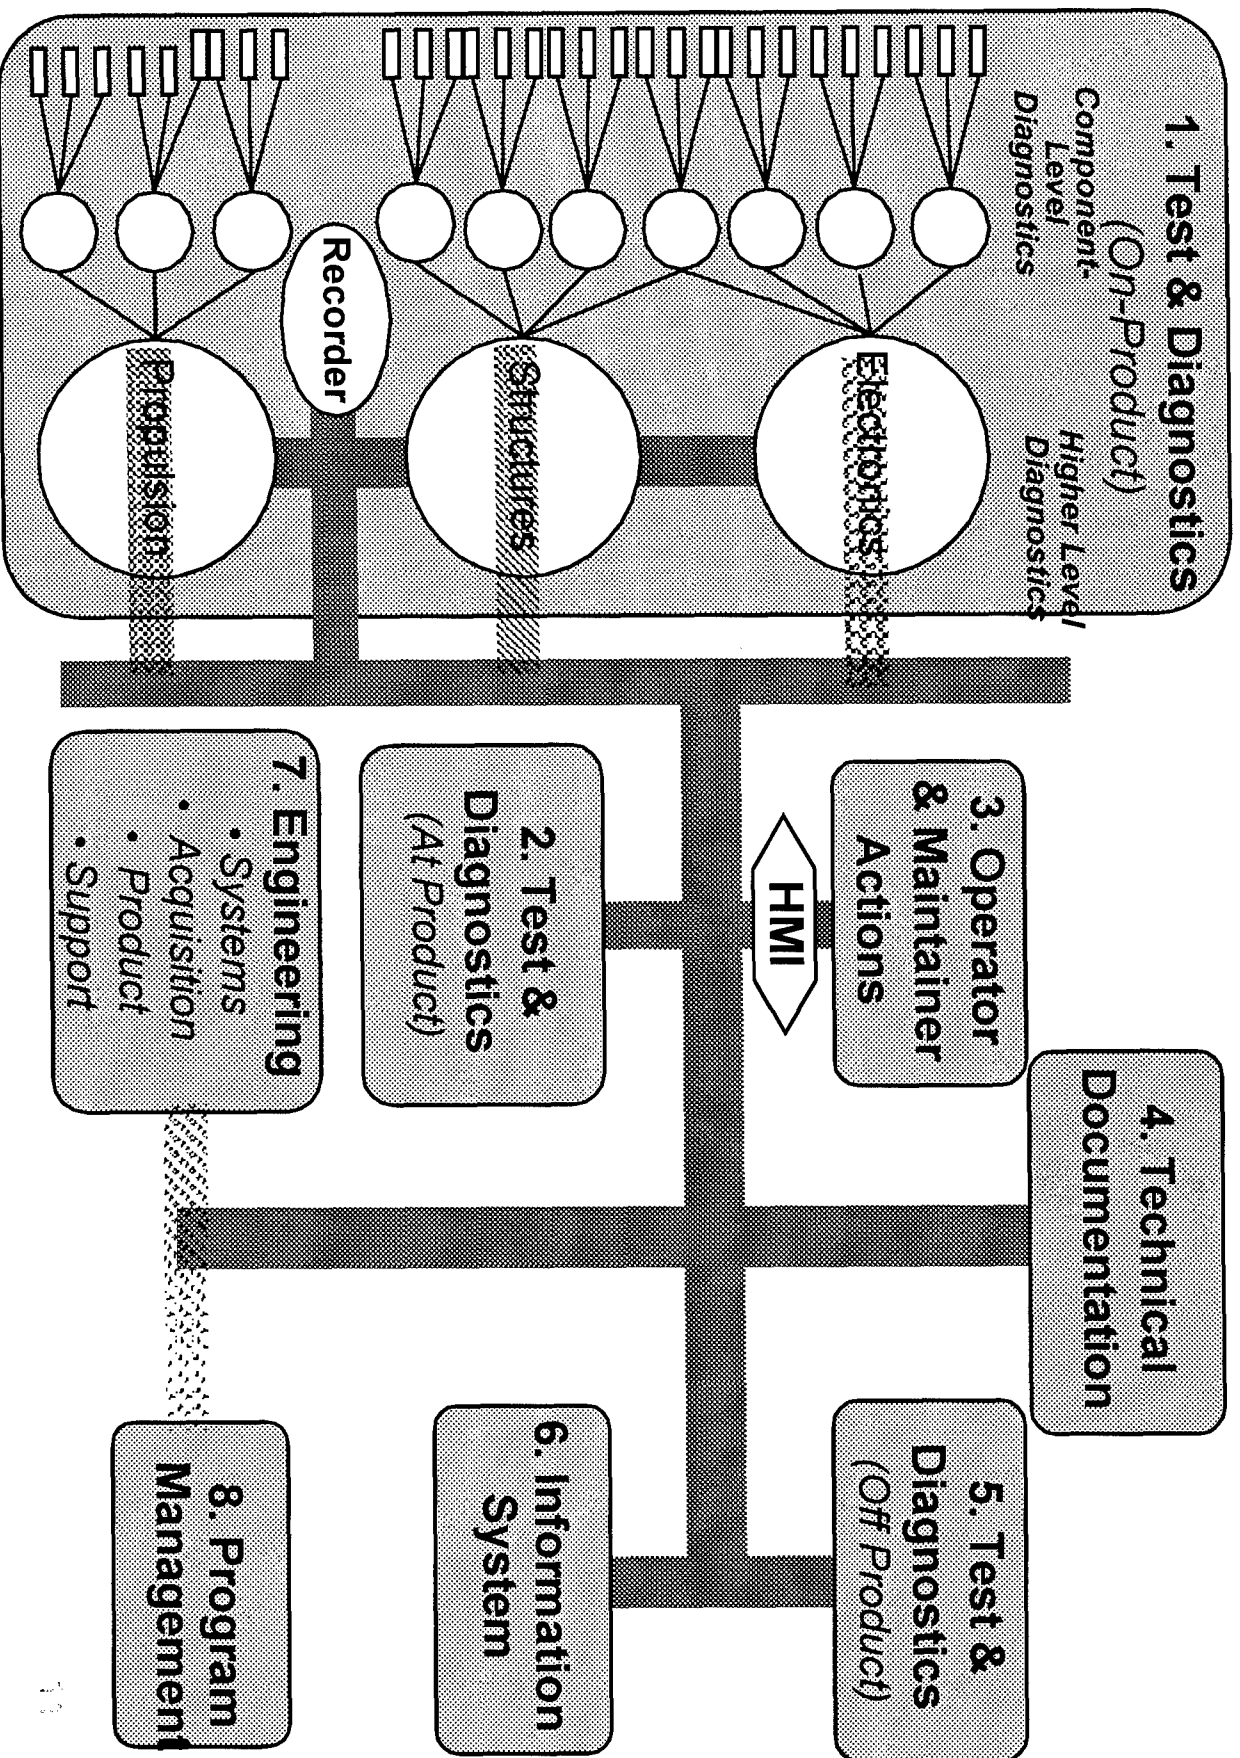 1. Test & Diagnostics
(On-Product)
Component-
Level
Diagnostics
Higher Level
Diagnostics
Electronics
Structures
Recorder
Propulsion
3. Operator
& Maintainer
Actions
HMI
2. Test &
Diagnostics
(At Product)
7. Engineering
• Systems
• Acquisition
• Product
• Support
4. Technical
Documentation
5. Test &
Diagnostics
(Off Product)
6. Information
System
8. Program
Management